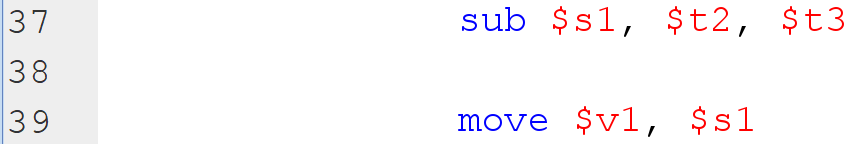 37 sub $s1, $t2, $t3
38
39 move $v1, $s1